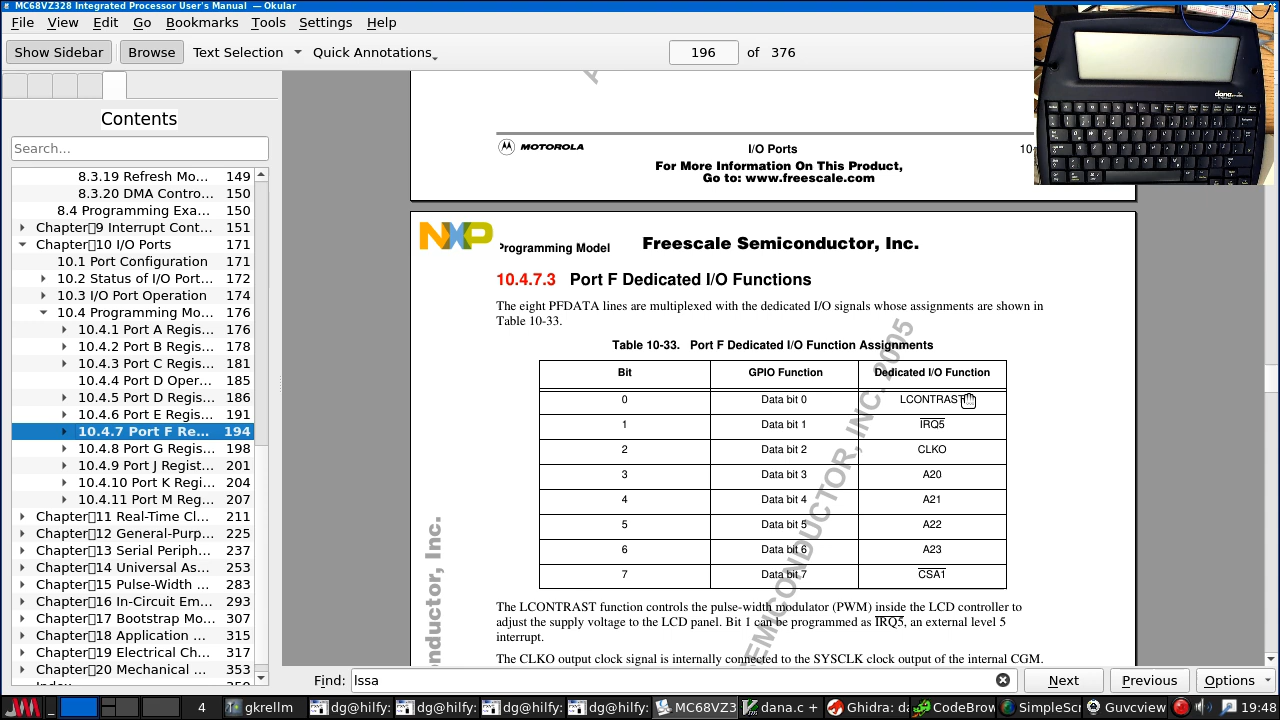 MC68VZ328 Integrated Processor User's Manual — Okular
File View Edit Go Bookmarks Tools Settings Help
Show Sidebar Browse Text Selection Quick Annotations 196 of 376
Contents
Search...
8.3.19 Refresh Mo... 149
8.3.20 DMA Contro... 150
8.4 Programming Exa... 150
Chapter 9 Interrupt Cont... 151
Chapter 10 I/O Ports 171
10.1 Port Configuration 171
10.2 Status of I/O Port... 172
10.3 I/O Port Operation 174
10.4 Programming Mo... 176
10.4.1 Port A Regis... 176
10.4.2 Port B Regis... 178
10.4.3 Port C Regis... 181
10.4.4 Port D Oper... 185
10.4.5 Port D Regis... 186
10.4.6 Port E Regis... 191
10.4.7 Port F Re... 194
10.4.8 Port G Regis... 198
10.4.9 Port J Regist... 201
10.4.10 Port K Regi... 204
10.4.11 Port M Reg... 207
Chapter 11 Real-Time Cl... 211
Chapter 12 General-Purp... 225
Chapter 13 Serial Periph... 237
Chapter 14 Universal As... 253
Chapter 15 Pulse-Width ... 283
Chapter 16 In-Circuit Em... 293
Chapter 17 Bootstrap Mo... 307
Chapter 18 Application ... 315
Chapter 19 Electrical Ch... 317
Chapter 20 Mechanical ... 353
MOTOROLA I/O Ports 10-
For More Information On This Product,
Go to: www.freescale.com
NXP Programming Model Freescale Semiconductor, Inc.
10.4.7.3 Port F Dedicated I/O Functions
The eight PFDATA lines are multiplexed with the dedicated I/O signals whose assignments are shown in
Table 10-33.
Table 10-33. Port F Dedicated I/O Function Assignments
Bit GPIO Function Dedicated I/O Function
0 Data bit 0 LCONTRAST
1 Data bit 1 IRQ5
2 Data bit 2 CLKO
3 Data bit 3 A20
4 Data bit 4 A21
5 Data bit 5 A22
6 Data bit 6 A23
7 Data bit 7 CSA1
The LCONTRAST function controls the pulse-width modulator (PWM) inside the LCD controller to
adjust the supply voltage to the LCD panel. Bit 1 can be programmed as IRQ5, an external level 5
interrupt.
The CLKO output clock signal is internally connected to the SYSCLK clock output of the internal CGM.
nductor, Inc.
EMICONDUCTOR, INC. 2005
dana
Find: lssa Next Previous Options
4 gkrellm dg@hilfy: dg@hilfy: dg@hilfy: dg@hilfy: MC68VZ3 dana.c + Ghidra: da CodeBrow SimpleScr Guvcview 19:48